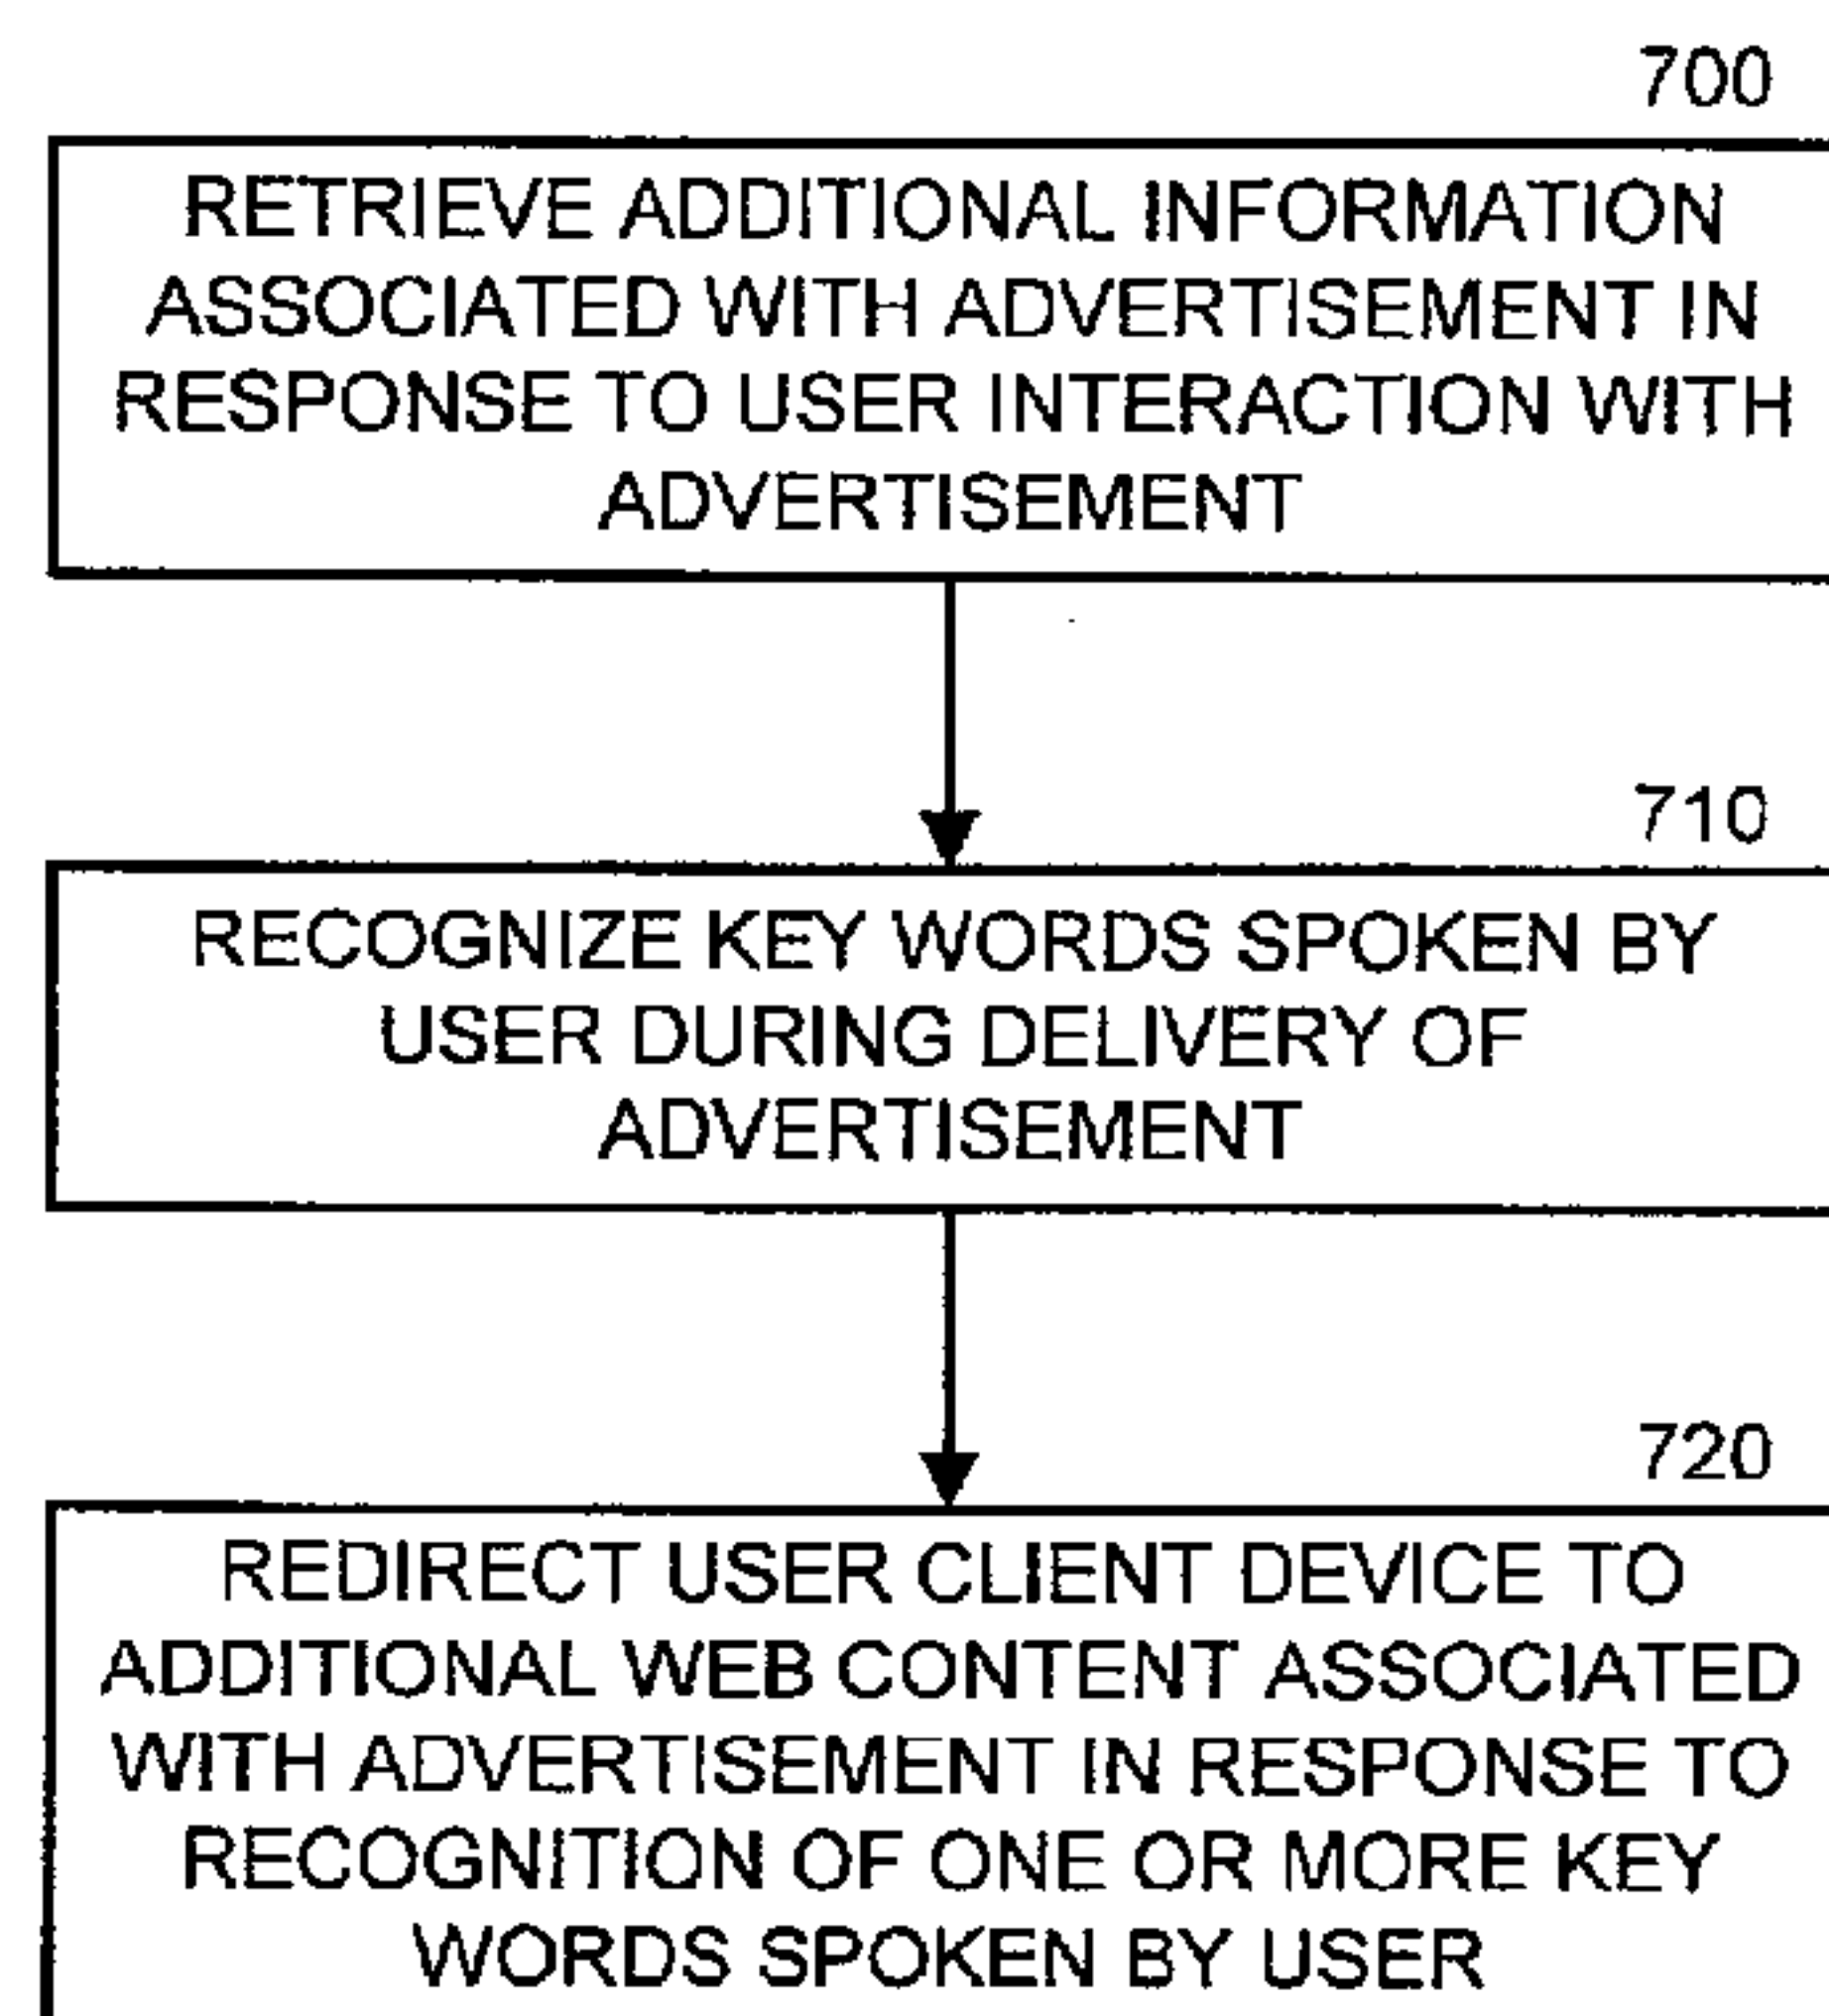 700
RETRIEVE ADDITIONAL INFORMATION
ASSOCIATED WITH ADVERTISEMENT IN
RESPONSE TO USER INTERACTION WITH
ADVERTISEMENT
710
RECOGNIZE KEY WORDS SPOKEN BY
USER DURING DELIVERY OF
ADVERTISEMENT
720
REDIRECT USER CLIENT DEVICE TO
ADDITIONAL WEB CONTENT ASSOCIATED
WITH ADVERTISEMENT IN RESPONSE TO
RECOGNITION OF ONE OR MORE KEY
WORDS SPOKEN BY USER